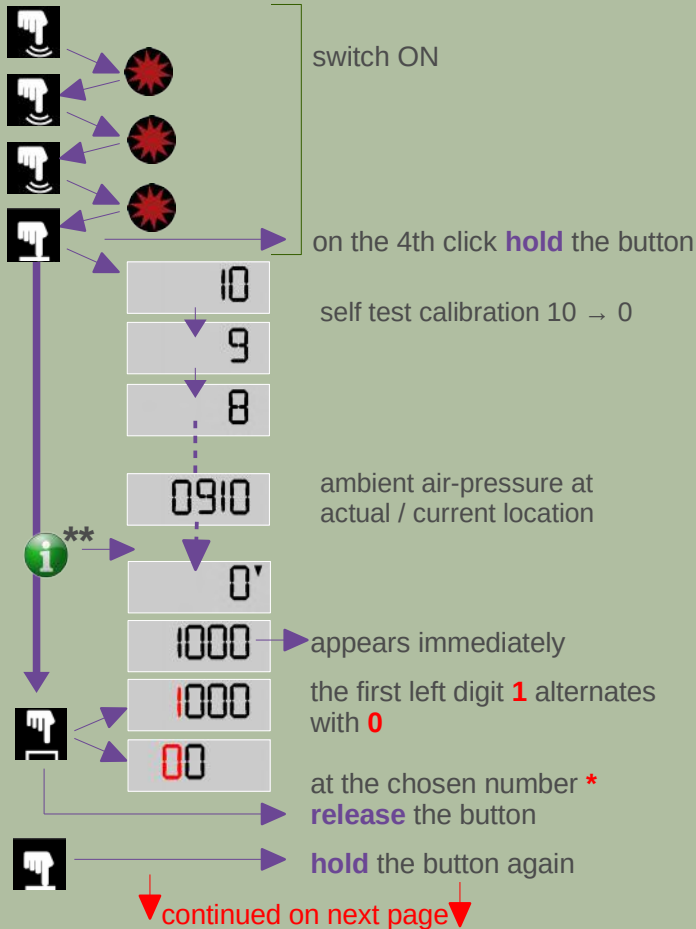 switch ON
on the 4th click hold the button
10
self test calibration 10 → 0
9
8
0910
ambient air-pressure at
actual / current location
**
0
1000
appears immediately
1000
the first left digit 1 alternates
with 0
00
at the chosen number *
release the button
hold the button again
continued on next page